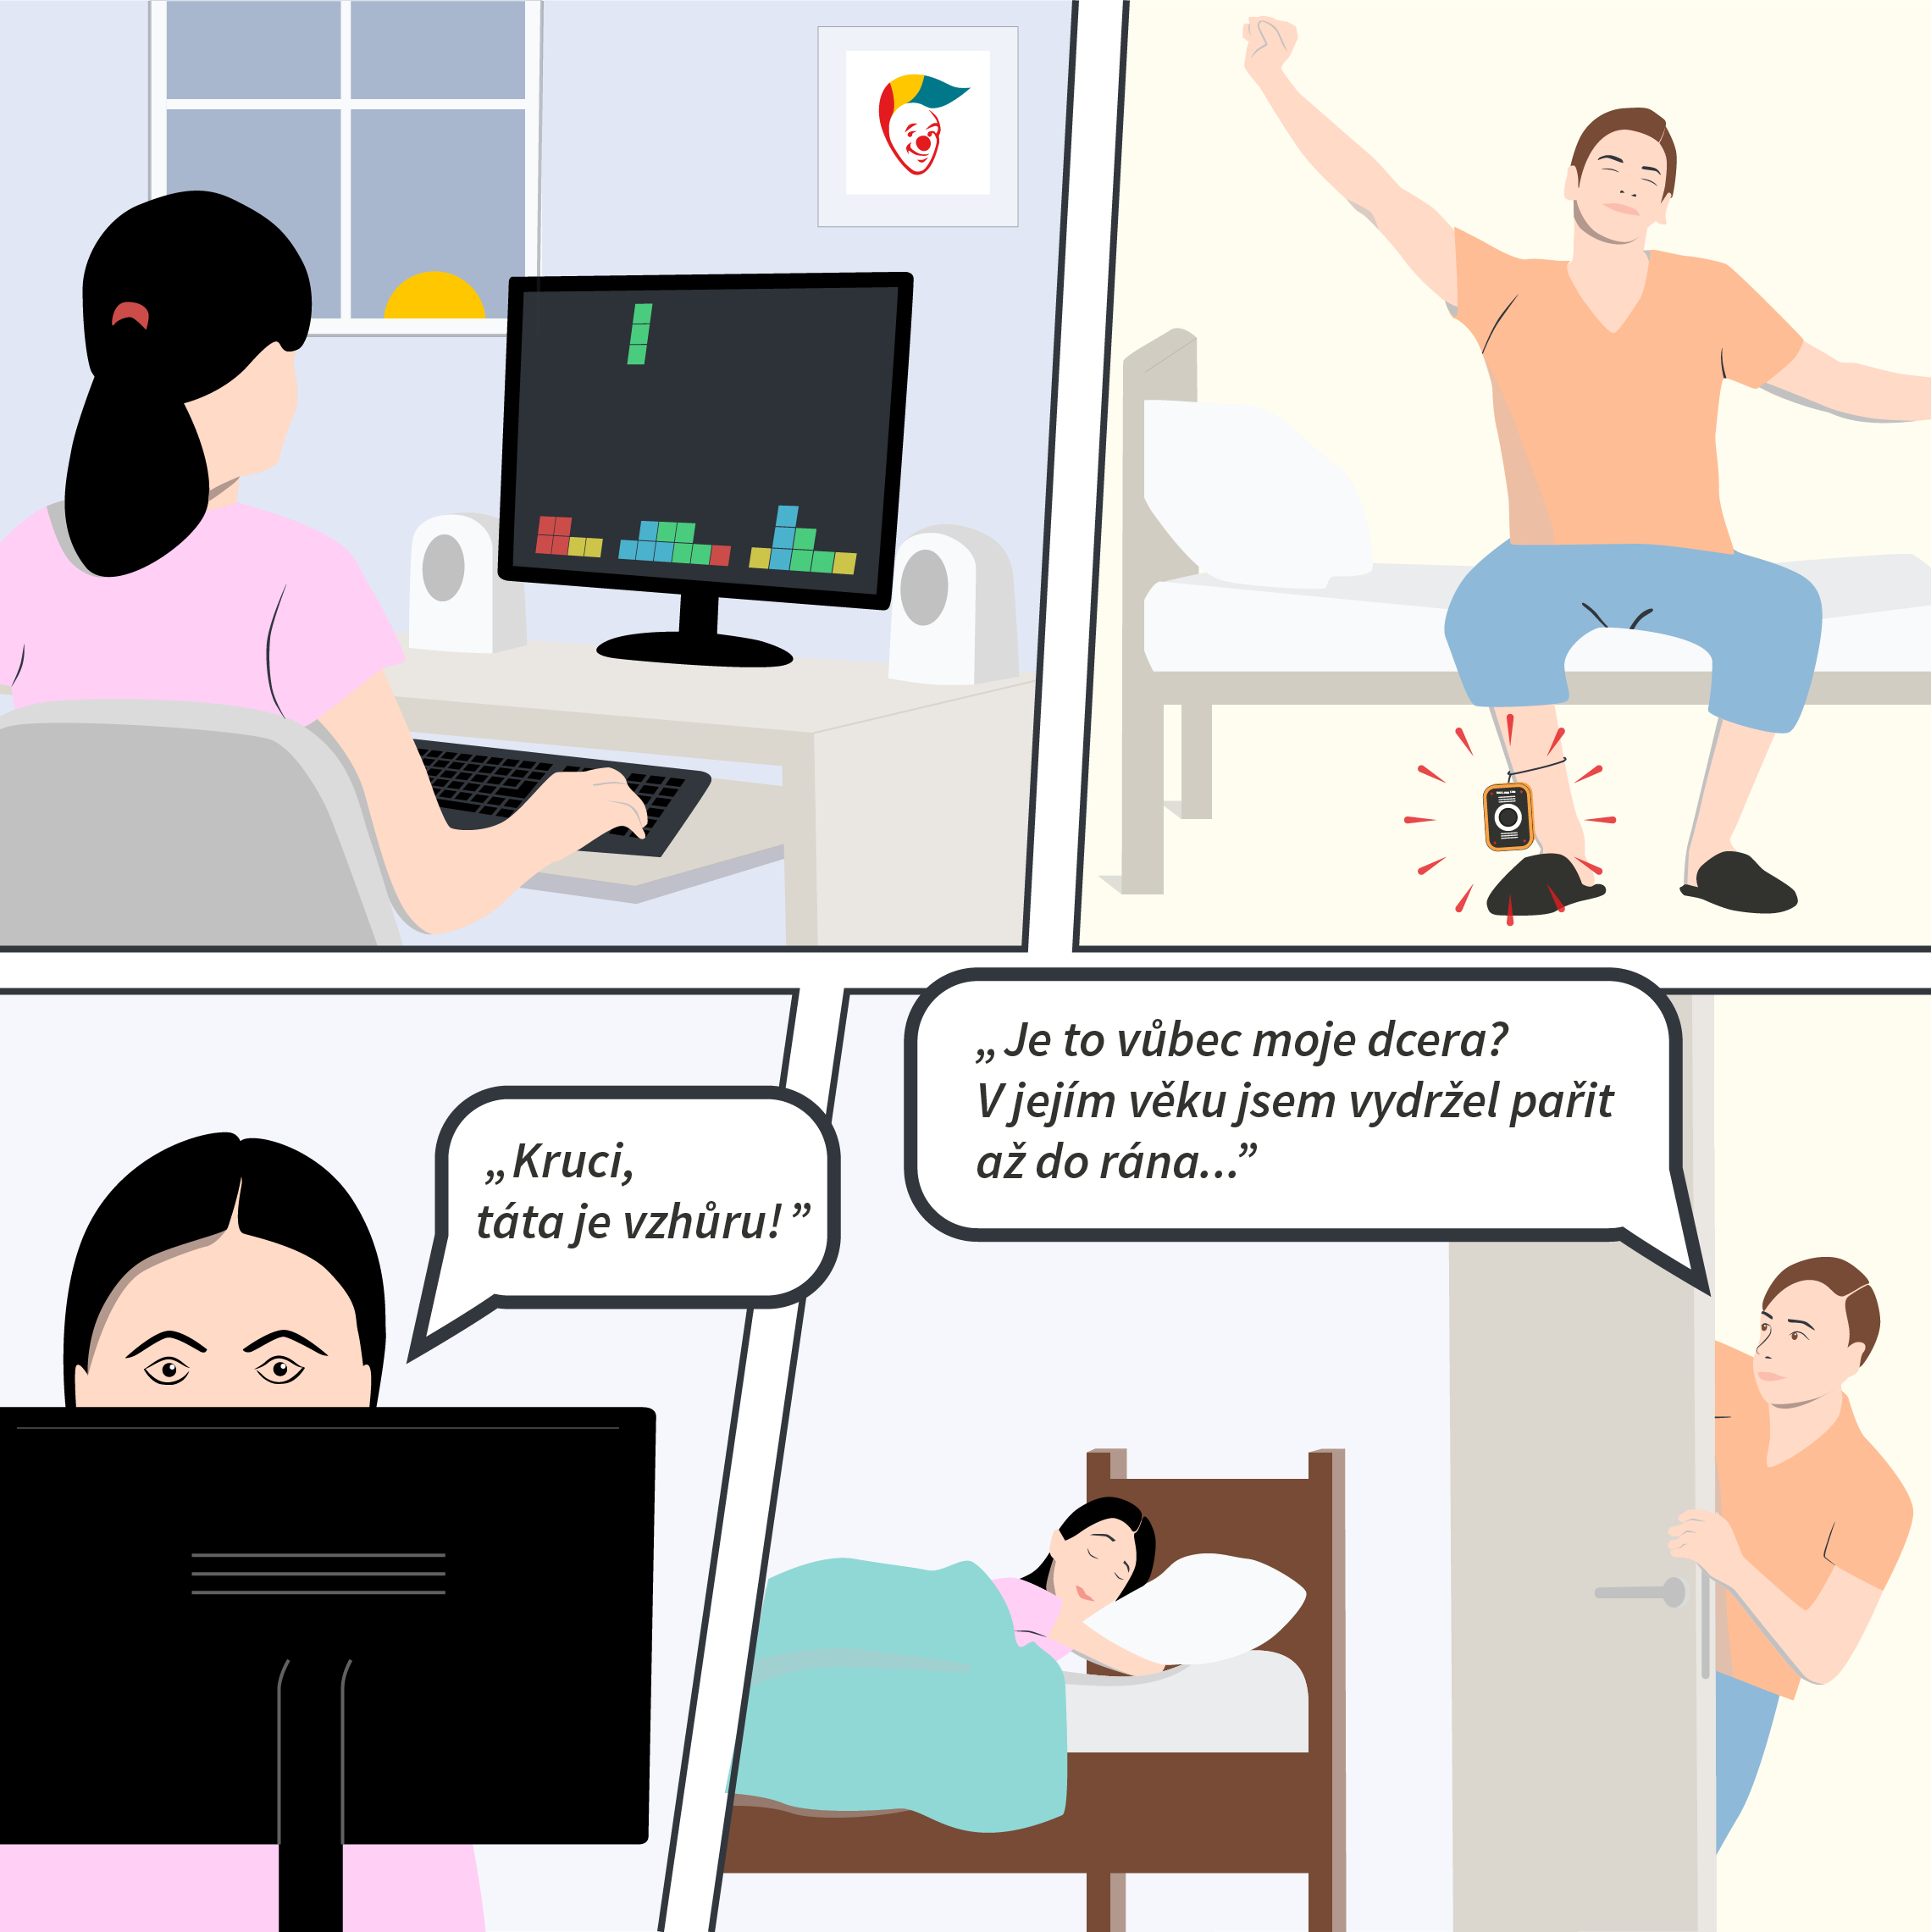 „Kruci,
táta je vzhůru! ”
„Je to vůbec moje dcera?
V jejím věku jsem vydržel pařit
až do rána...”